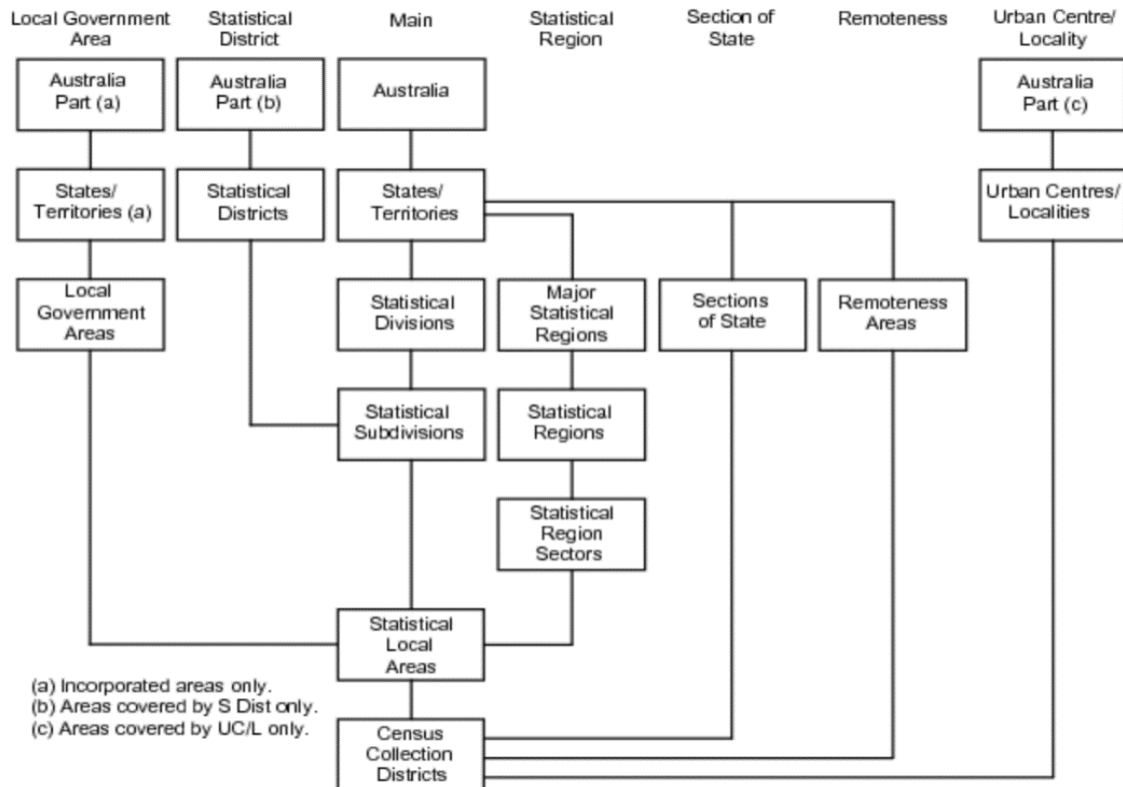 Local Government
Area
Statistical
District
Main
Statistical
Region
Section of
State
Remoteness
Urban Centre/
Locality
Australia
Part (a)
Australia
Part (b)
Australia
Australia
Part (c)
States/
Territories (a)
Statistical
Districts
States/
Territories
Urban Centres/
Localities
Local
Government
Areas
Statistical
Divisions
Major
Statistical
Regions
Sections
of State
Remoteness
Areas
Statistical
Subdivisions
Statistical
Regions
Statistical
Region
Sectors
Statistical
Local
Areas
(a) Incorporated areas only.
(b) Areas covered by S Dist only.
(c) Areas covered by UC/L only.
Census
Collection
Districts